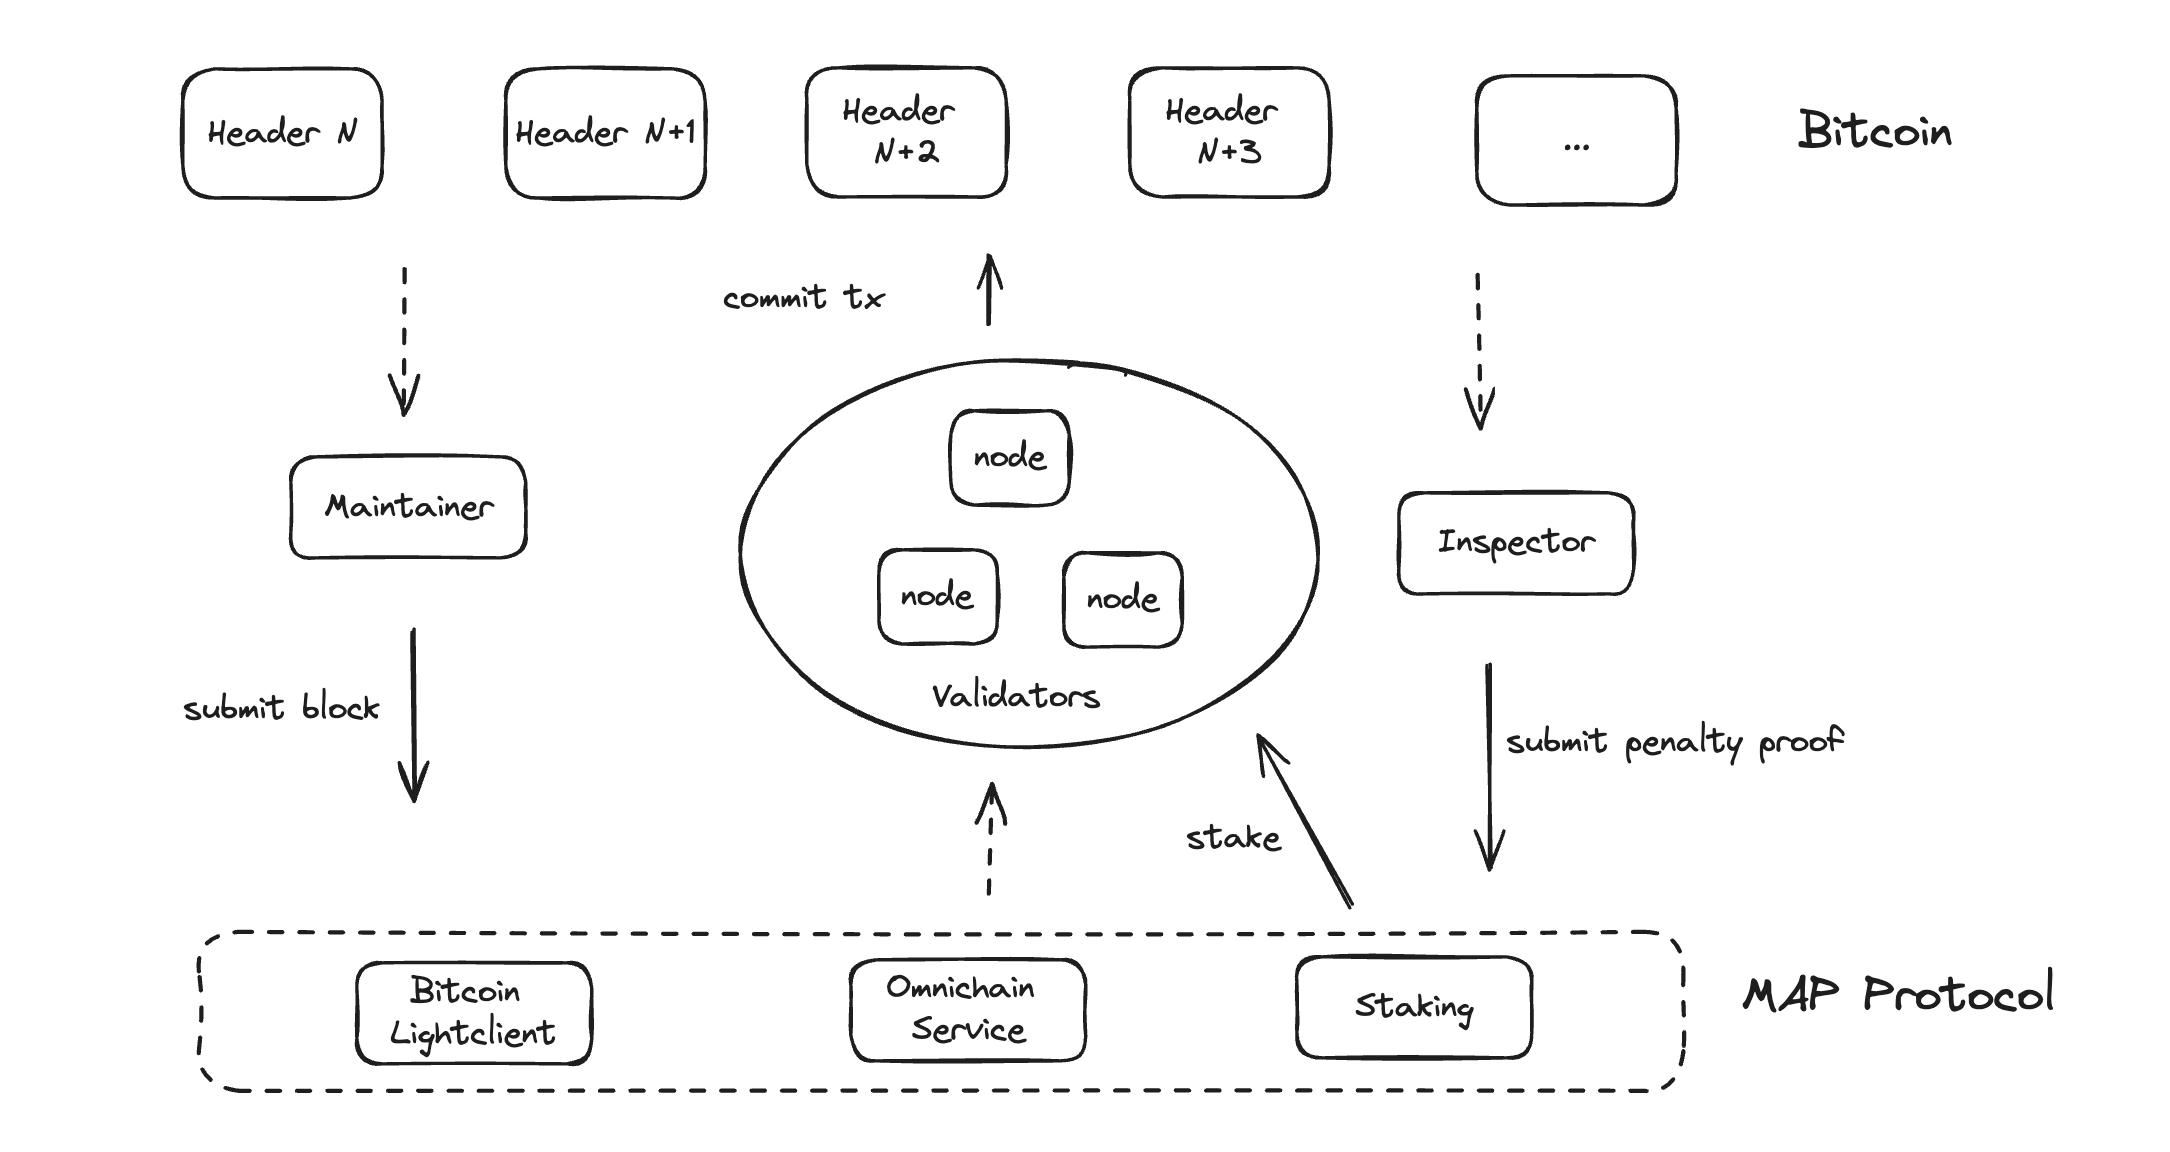 Header N
Header N+1
Header
N+2
Header
N+3
...
Bitcoin
commit tx
node
Maintainer
Inspector
node
node
Validators
submit block
submit penalty proof
stake
Bitcoin
Lightclient
Omnichain
Service
Staking
MAP Protocol